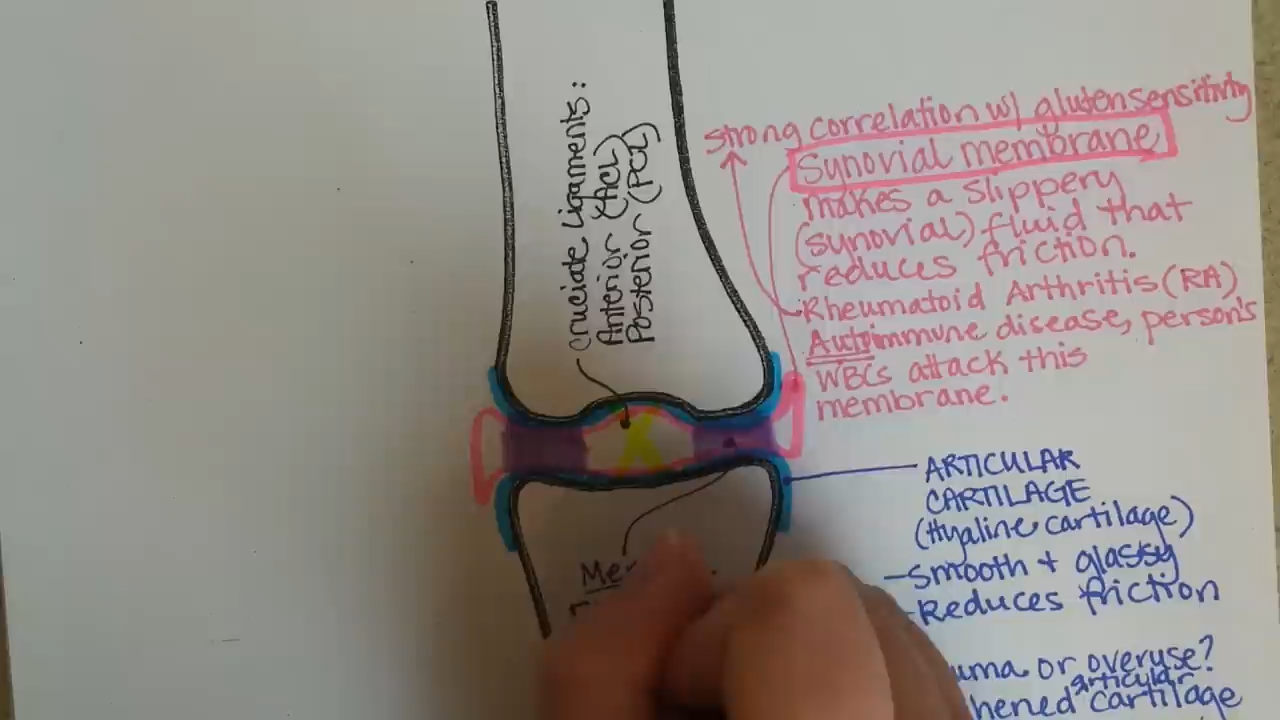 Cruciate Ligaments:
Anterior (ACL)
Posterior (PCL)
Strong correlation w/ gluten sensitivity
Synovial membrane
makes a slippery
(synovial) fluid that
reduces friction.
Rheumatoid Arthritis (RA)
Autoimmune disease, person's
WBCs attack this
membrane.
ARTICULAR
CARTILAGE
(Hyaline cartilage)
-smooth + glassy
-Reduces friction
or overuse?
articular
cartilage